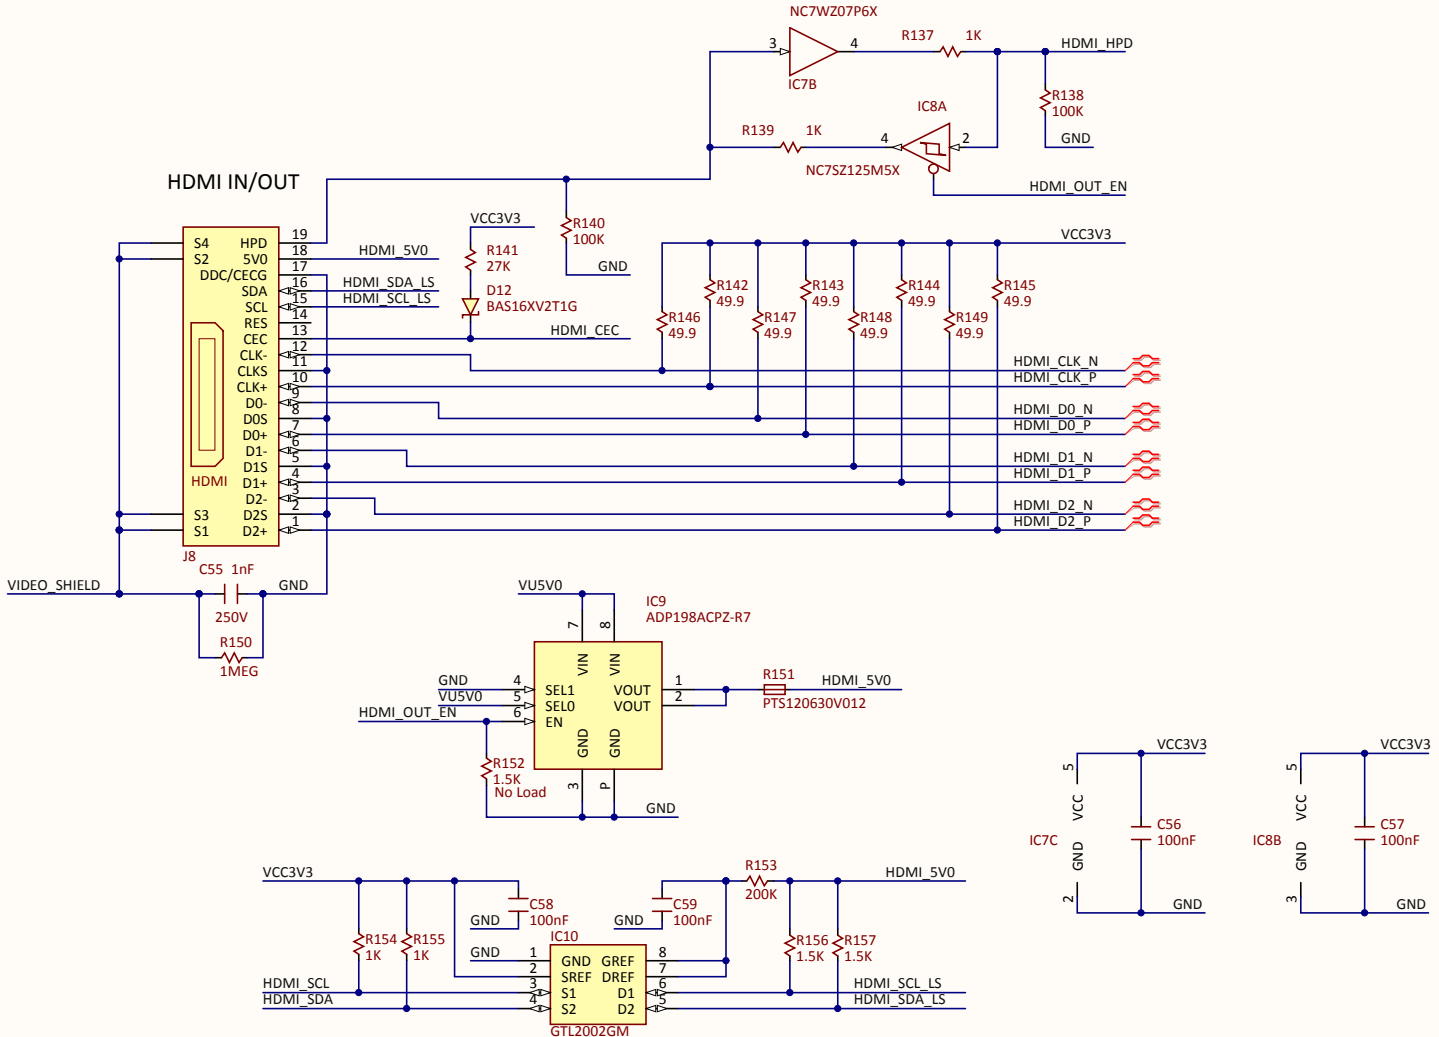 NC7WZ07P6X
3 4 R137 1K HDMI_HPD
IC7B
R138
100K
GND
IC8A
R139 1K 4 2
NC7SZ125M5X
HDMI_OUT_EN
HDMI IN/OUT
S4
S2
S3
S1
HPD 19
5V0 18 HDMI_5V0
DDC/CECG 17
SDA 16 HDMI_SDA_LS
SCL 15 HDMI_SCL_LS
RES 14
CEC 13 HDMI_CEC
CLK- 12
CLKS 11
CLK+ 10
D0- 9
D0S 8
D0+ 7
D1- 6
D1S 5
D1+ 4
D2- 3
D2S 2
D2+ 1
HDMI
J8
VCC3V3
R141
27K
D12
BAS16XV2T1G
R140
100K
GND
VCC3V3
R142
49.9
R143
49.9
R144
49.9
R145
49.9
R146
49.9
R147
49.9
R148
49.9
R149
49.9
HDMI_CLK_N
HDMI_CLK_P
HDMI_D0_N
HDMI_D0_P
HDMI_D1_N
HDMI_D1_P
HDMI_D2_N
HDMI_D2_P
C55 1nF
VIDEO_SHIELD
GND
250V
R150
1MEG
VU5V0
IC9
ADP198ACPZ-R7
7 8
VIN VIN
GND 4 SEL1
VU5V0 5 SEL0
HDMI_OUT_EN 6 EN
VOUT 1
VOUT 2
GND GND
3 P
R151
PTS120630V012
HDMI_5V0
R152
1.5K
No Load
GND
VCC3V3
5
VCC
IC7C
GND
2
C56
100nF
GND
VCC3V3
5
VCC
IC8B
GND
3
C57
100nF
GND
VCC3V3
C58
100nF
GND
R154
1K
R155
1K
GND
HDMI_SCL
HDMI_SDA
IC10
1 GND GREF 8
2 SREF DREF 7
3 S1 D1 6
4 S2 D2 5
GTL2002GM
C59
100nF
GND
R153
200K
HDMI_5V0
R156
1.5K
R157
1.5K
HDMI_SCL_LS
HDMI_SDA_LS